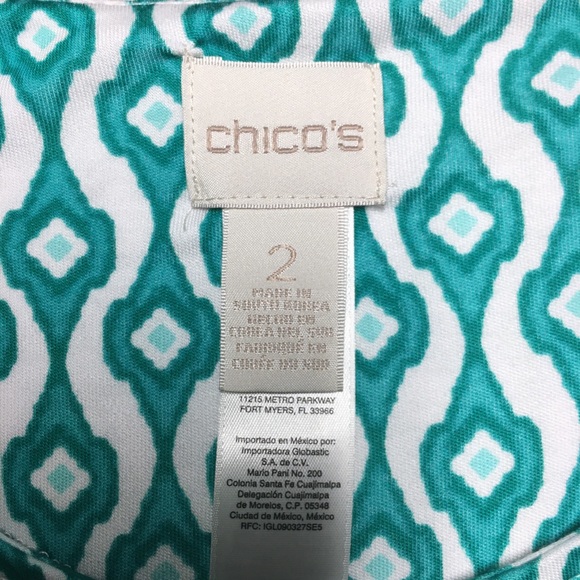 chico's
2
MADE IN
SOUTH KOREA
HECHO EN
COREA DEL SUR
FABRIQUÉ EN
CORÉE DU SUD
11215 METRO PARKWAY
FORT MYERS, FL 33966
Importado en México por:
Importadora Globastic
S.A. de C.V.
Mario Pani No. 200
Colonia Santa Fe Cuajimalpa
Delegación Cuajimalpa
de Morelos, C.P. 05348
Ciudad de México, México
RFC: IGL090327SE5